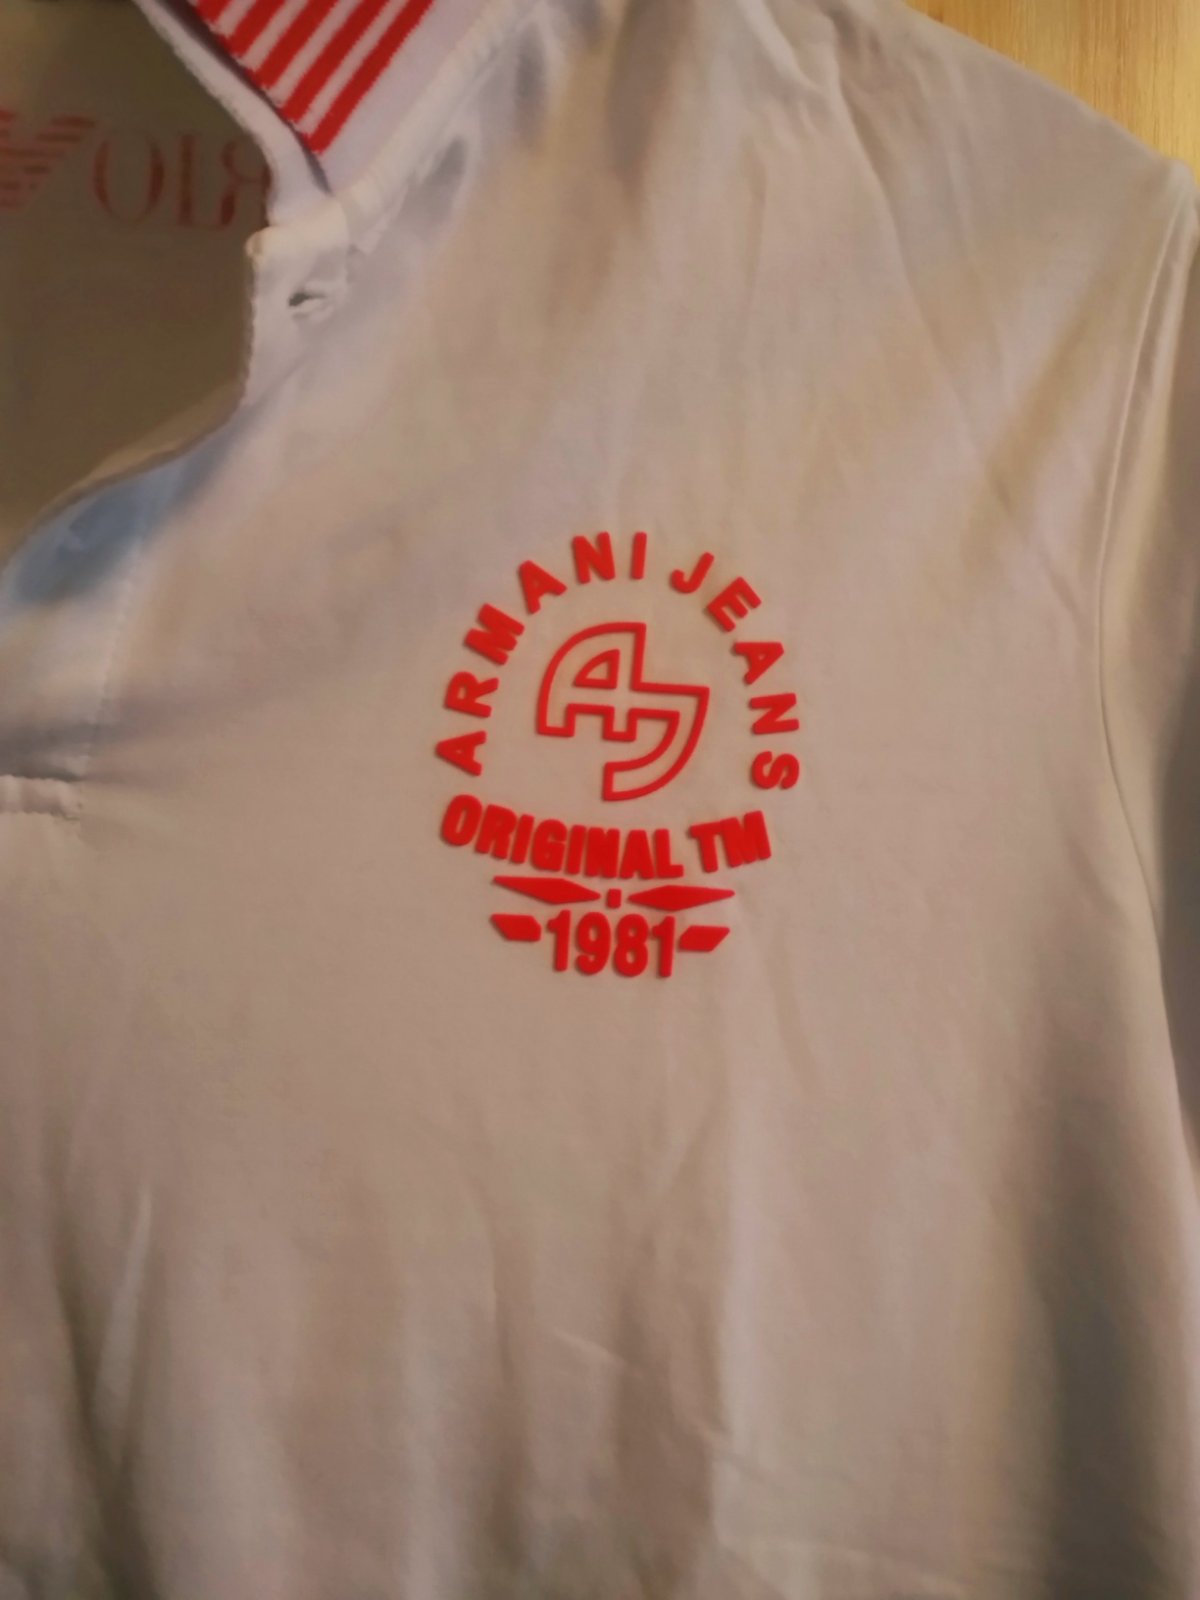 ARMANI JEANS
AJ
ORIGINAL TM
1981